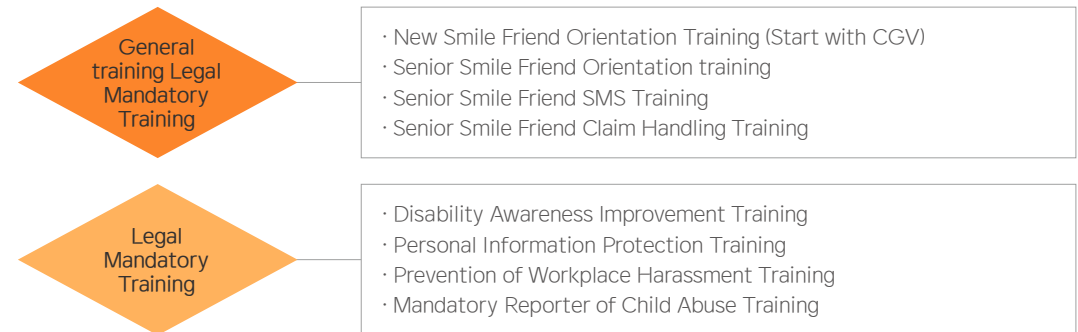 General
training Legal
Mandatory
Training
· New Smile Friend Orientation Training (Start with CGV)
· Senior Smile Friend Orientation training
· Senior Smile Friend SMS Training
· Senior Smile Friend Claim Handling Training
Legal
Mandatory
Training
· Disability Awareness Improvement Training
· Personal Information Protection Training
· Prevention of Workplace Harassment Training
· Mandatory Reporter of Child Abuse Training